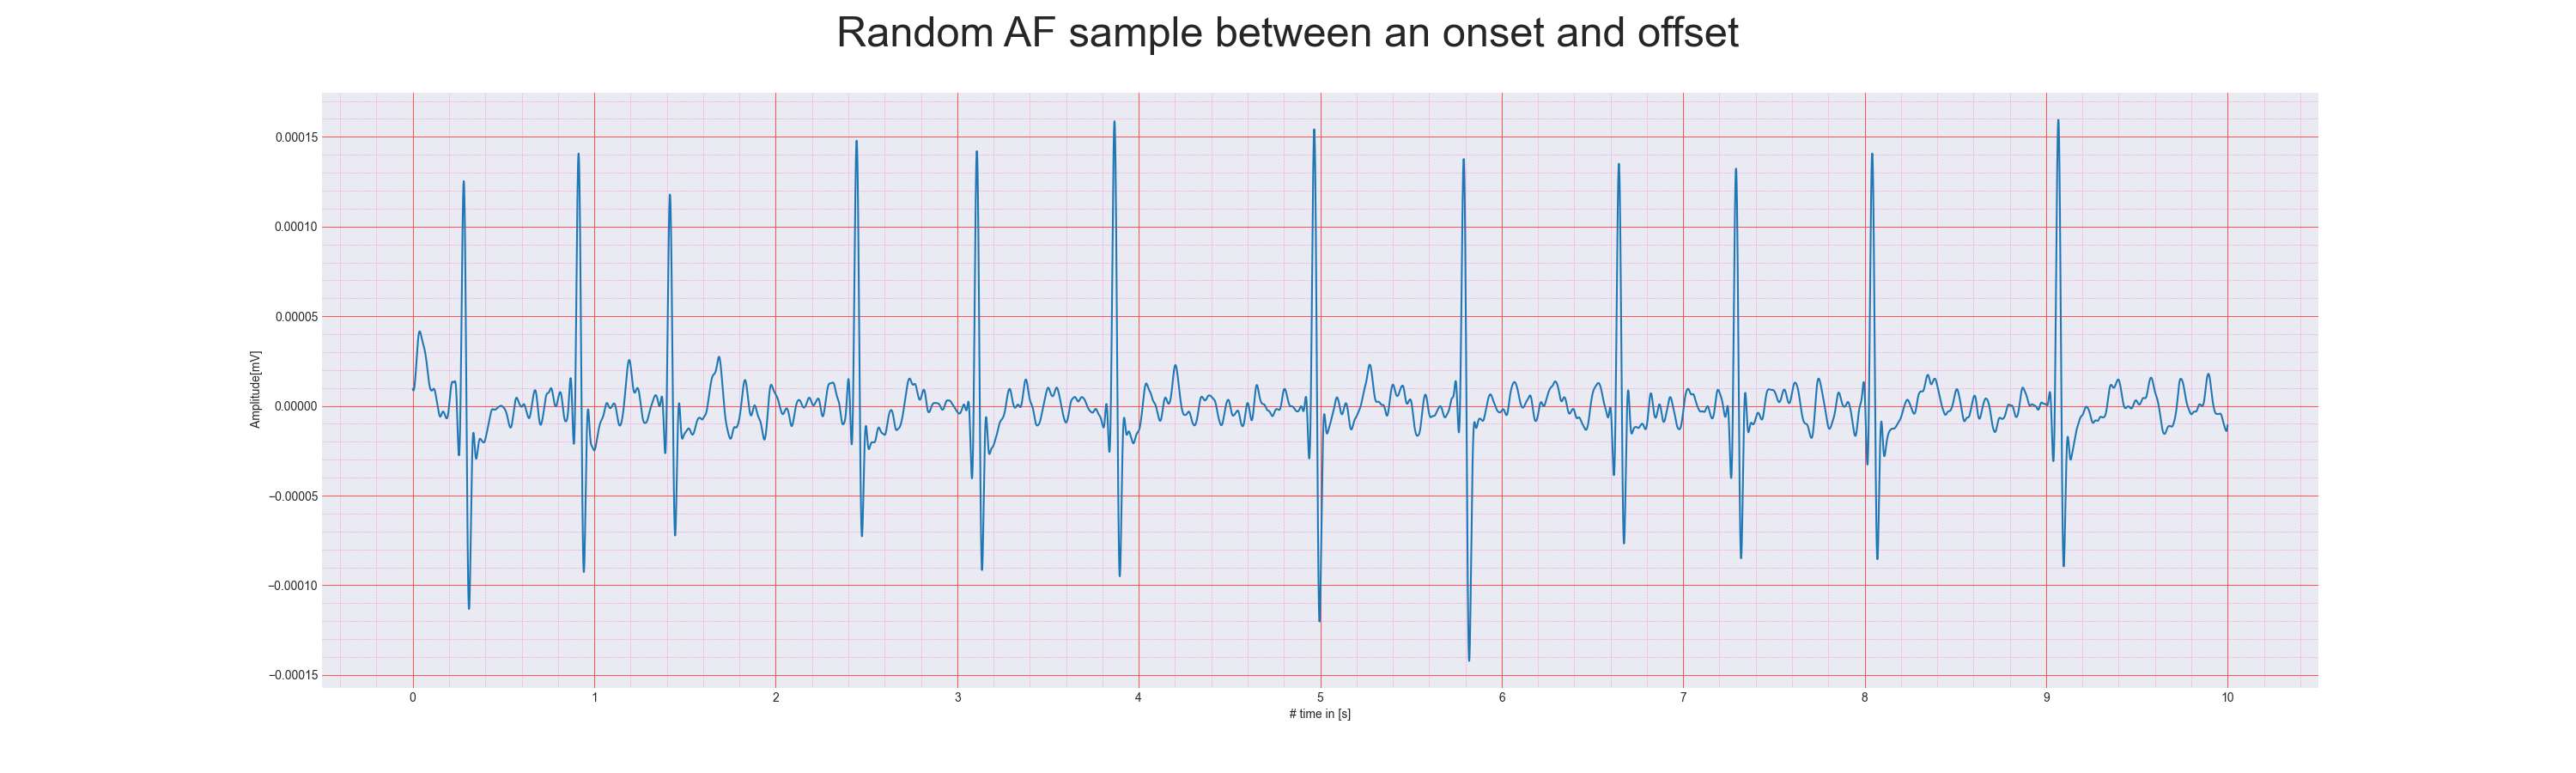 Random AF sample between an onset and offset
0.00015
0.00010
0.00005
0.00000
−0.00005
−0.00010
−0.00015
Amplitude[mV]
0 1 2 3 4 5 6 7 8 9 10
# time in [s]